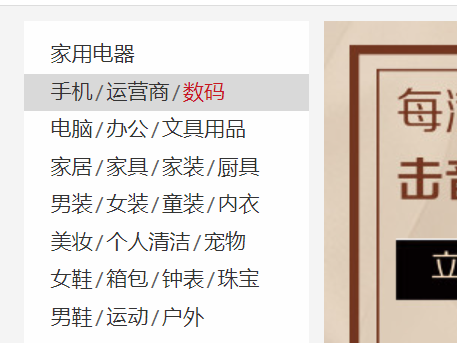 家用电器
手机/运营商/数码
电脑/办公/文具用品
家居/家具/家装/厨具
男装/女装/童装/内衣
美妆/个人清洁/宠物
女鞋/箱包/钟表/珠宝
男鞋/运动/户外
每
击
立